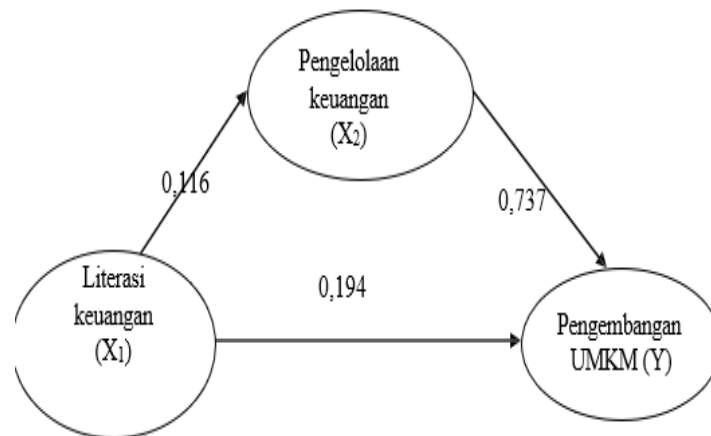 Pengelolaan
keuangan
(X₂)
0,116
0,737
Literasi
keuangan
(X₁)
0,194
Pengembangan
UMKM (Y)